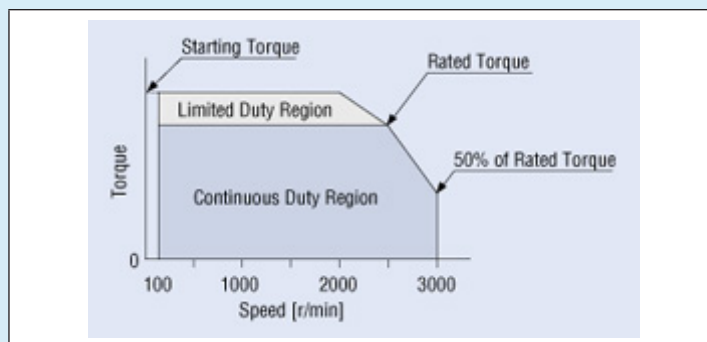 Starting Torque
Rated Torque
Limited Duty Region
50% of Rated Torque
Continuous Duty Region
Torque
0
100 1000 2000 3000
Speed [r/min]